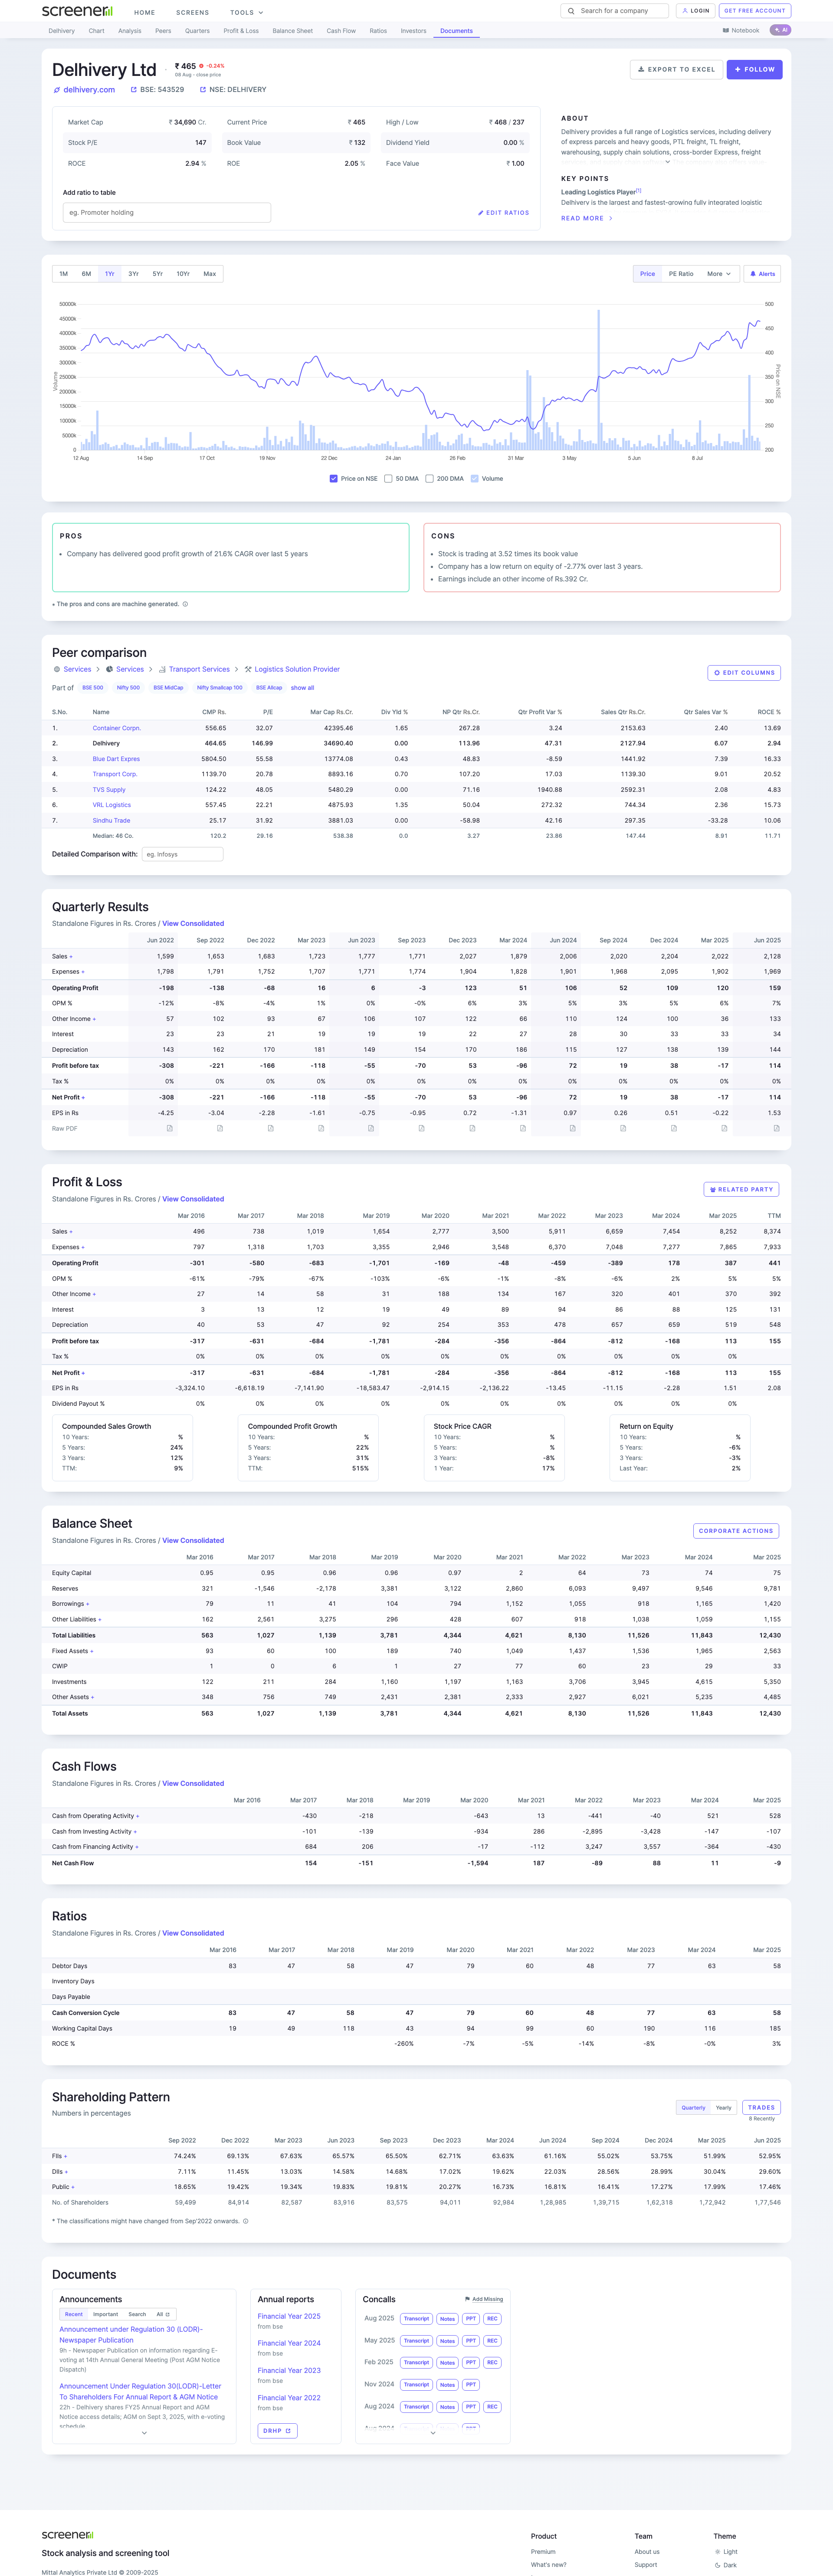 screener
HOME SCREENS TOOLS
Search for a company
LOGIN GET FREE ACCOUNT
Delhivery Chart Analysis Peers Quarters Profit & Loss Balance Sheet Cash Flow Ratios Investors Documents Notebook AI
Delhivery Ltd ₹ 465 -0.24%
08 Aug - close price
EXPORT TO EXCEL FOLLOW
delhivery.com BSE: 543529 NSE: DELHIVERY
Market Cap ₹ 34,690 Cr. Current Price ₹ 465 High / Low ₹ 468 / 237
Stock P/E 147 Book Value ₹ 132 Dividend Yield 0.00 %
ROCE 2.94 % ROE 2.05 % Face Value ₹ 1.00
Add ratio to table
eg. Promoter holding
EDIT RATIOS
ABOUT
Delhivery provides a full range of Logistics services, including delivery
of express parcels and heavy goods, PTL freight, TL freight,
warehousing, supply chain solutions, cross-border Express, freight
KEY POINTS
Leading Logistics Player[1]
Delhivery is the largest and fastest-growing fully integrated logistic
READ MORE
1M 6M 1Yr 3Yr 5Yr 10Yr Max
Price PE Ratio More Alerts
50000k 45000k 40000k 35000k 30000k 25000k 20000k 15000k 10000k 5000k 0
Volume
500 450 400 350 300 250 200
Price on NSE
12 Aug 14 Sep 17 Oct 19 Nov 22 Dec 24 Jan 26 Feb 31 Mar 3 May 5 Jun 8 Jul
Price on NSE 50 DMA 200 DMA Volume
PROS
Company has delivered good profit growth of 21.6% CAGR over last 5 years
CONS
Stock is trading at 3.52 times its book value
Company has a low return on equity of -2.77% over last 3 years.
Earnings include an other income of Rs.392 Cr.
* The pros and cons are machine generated.
Peer comparison
Services Services Transport Services Logistics Solution Provider
EDIT COLUMNS
Part of BSE 500 Nifty 500 BSE MidCap Nifty Smallcap 100 BSE Allcap show all
S.No. Name CMP Rs. P/E Mar Cap Rs.Cr. Div Yld % NP Qtr Rs.Cr. Qtr Profit Var % Sales Qtr Rs.Cr. Qtr Sales Var % ROCE %
1. Container Corpn. 556.65 32.07 42395.46 1.65 267.28 3.24 2153.63 2.40 13.69
2. Delhivery 464.65 146.99 34690.40 0.00 113.96 47.31 2127.94 6.07 2.94
3. Blue Dart Expres 5804.50 55.58 13774.08 0.43 48.83 -8.59 1441.92 7.39 16.33
4. Transport Corp. 1139.70 20.78 8893.16 0.70 107.20 17.03 1139.30 9.01 20.52
5. TVS Supply 124.22 48.05 5480.29 0.00 71.16 1940.88 2592.31 2.08 4.83
6. VRL Logistics 557.45 22.21 4875.93 1.35 50.04 272.32 744.34 2.36 15.73
7. Sindhu Trade 25.17 31.92 3881.03 0.00 -58.98 42.16 297.35 -33.28 10.06
Median: 46 Co. 120.2 29.16 538.38 0.0 3.27 23.86 147.44 8.91 11.71
Detailed Comparison with: eg. Infosys
Quarterly Results
Standalone Figures in Rs. Crores / View Consolidated
Jun 2022 Sep 2022 Dec 2022 Mar 2023 Jun 2023 Sep 2023 Dec 2023 Mar 2024 Jun 2024 Sep 2024 Dec 2024 Mar 2025 Jun 2025
Sales + 1,599 1,653 1,683 1,723 1,777 1,771 2,027 1,879 2,006 2,020 2,204 2,022 2,128
Expenses + 1,798 1,791 1,752 1,707 1,771 1,774 1,904 1,828 1,901 1,968 2,095 1,902 1,969
Operating Profit -198 -138 -68 16 6 -3 123 51 106 52 109 120 159
OPM % -12% -8% -4% 1% 0% -0% 6% 3% 5% 3% 5% 6% 7%
Other Income + 57 102 93 67 106 107 122 66 110 124 100 36 133
Interest 23 23 21 19 19 19 22 27 28 30 33 33 34
Depreciation 143 162 170 181 149 154 170 186 115 127 138 139 144
Profit before tax -308 -221 -166 -118 -55 -70 53 -96 72 19 38 -17 114
Tax % 0% 0% 0% 0% 0% 0% 0% 0% 0% 0% 0% 0% 0%
Net Profit + -308 -221 -166 -118 -55 -70 53 -96 72 19 38 -17 114
EPS in Rs -4.25 -3.04 -2.28 -1.61 -0.75 -0.95 0.72 -1.31 0.97 0.26 0.51 -0.22 1.53
Raw PDF
Profit & Loss
RELATED PARTY
Standalone Figures in Rs. Crores / View Consolidated
Mar 2016 Mar 2017 Mar 2018 Mar 2019 Mar 2020 Mar 2021 Mar 2022 Mar 2023 Mar 2024 Mar 2025 TTM
Sales + 496 738 1,019 1,654 2,777 3,500 5,911 6,659 7,454 8,252 8,374
Expenses + 797 1,318 1,703 3,355 2,946 3,548 6,370 7,048 7,277 7,865 7,933
Operating Profit -301 -580 -683 -1,701 -169 -48 -459 -389 178 387 441
OPM % -61% -79% -67% -103% -6% -1% -8% -6% 2% 5% 5%
Other Income + 27 14 58 31 188 134 167 320 401 370 392
Interest 3 13 12 19 49 89 94 86 88 125 131
Depreciation 40 53 47 92 254 353 478 657 659 519 548
Profit before tax -317 -631 -684 -1,781 -284 -356 -864 -812 -168 113 155
Tax % 0% 0% 0% 0% 0% 0% 0% 0% 0% 0%
Net Profit + -317 -631 -684 -1,781 -284 -356 -864 -812 -168 113 155
EPS in Rs -3,324.10 -6,618.19 -7,141.90 -18,583.47 -2,914.15 -2,136.22 -13.45 -11.15 -2.28 1.51 2.08
Dividend Payout % 0% 0% 0% 0% 0% 0% 0% 0% 0% 0%
Compounded Sales Growth
10 Years: %
5 Years: 24%
3 Years: 12%
TTM: 9%
Compounded Profit Growth
10 Years: %
5 Years: 22%
3 Years: 31%
TTM: 515%
Stock Price CAGR
10 Years: %
5 Years: %
3 Years: -8%
1 Year: 17%
Return on Equity
10 Years: %
5 Years: -6%
3 Years: -3%
Last Year: 2%
Balance Sheet
CORPORATE ACTIONS
Standalone Figures in Rs. Crores / View Consolidated
Mar 2016 Mar 2017 Mar 2018 Mar 2019 Mar 2020 Mar 2021 Mar 2022 Mar 2023 Mar 2024 Mar 2025
Equity Capital 0.95 0.95 0.96 0.96 0.97 2 64 73 74 75
Reserves 321 -1,546 -2,178 3,381 3,122 2,860 6,093 9,497 9,546 9,781
Borrowings + 79 11 41 104 794 1,152 1,055 918 1,165 1,420
Other Liabilities + 162 2,561 3,275 296 428 607 918 1,038 1,059 1,155
Total Liabilities 563 1,027 1,139 3,781 4,344 4,621 8,130 11,526 11,843 12,430
Fixed Assets + 93 60 100 189 740 1,049 1,437 1,536 1,965 2,563
CWIP 1 0 6 1 27 77 60 23 29 33
Investments 122 211 284 1,160 1,197 1,163 3,706 3,945 4,615 5,350
Other Assets + 348 756 749 2,431 2,381 2,333 2,927 6,021 5,235 4,485
Total Assets 563 1,027 1,139 3,781 4,344 4,621 8,130 11,526 11,843 12,430
Cash Flows
Standalone Figures in Rs. Crores / View Consolidated
Mar 2016 Mar 2017 Mar 2018 Mar 2019 Mar 2020 Mar 2021 Mar 2022 Mar 2023 Mar 2024 Mar 2025
Cash from Operating Activity + -430 -218 -643 13 -441 -40 521 528
Cash from Investing Activity + -101 -139 -934 286 -2,895 -3,428 -147 -107
Cash from Financing Activity + 684 206 -17 -112 3,247 3,557 -364 -430
Net Cash Flow 154 -151 -1,594 187 -89 88 11 -9
Ratios
Standalone Figures in Rs. Crores / View Consolidated
Mar 2016 Mar 2017 Mar 2018 Mar 2019 Mar 2020 Mar 2021 Mar 2022 Mar 2023 Mar 2024 Mar 2025
Debtor Days 83 47 58 47 79 60 48 77 63 58
Inventory Days
Days Payable
Cash Conversion Cycle 83 47 58 47 79 60 48 77 63 58
Working Capital Days 19 49 118 43 94 99 60 190 116 185
ROCE % -260% -7% -5% -14% -8% -0% 3%
Shareholding Pattern
Numbers in percentages
Quarterly Yearly TRADES
8 Recently
Sep 2022 Dec 2022 Mar 2023 Jun 2023 Sep 2023 Dec 2023 Mar 2024 Jun 2024 Sep 2024 Dec 2024 Mar 2025 Jun 2025
FIIs + 74.24% 69.13% 67.63% 65.57% 65.50% 62.71% 63.63% 61.16% 55.02% 53.75% 51.99% 52.95%
DIIs + 7.11% 11.45% 13.03% 14.58% 14.68% 17.02% 19.62% 22.03% 28.56% 28.99% 30.04% 29.60%
Public + 18.65% 19.42% 19.34% 19.83% 19.81% 20.27% 16.73% 16.81% 16.41% 17.27% 17.99% 17.46%
No. of Shareholders 59,499 84,914 82,587 83,916 83,575 94,011 92,984 1,28,985 1,39,715 1,62,318 1,72,942 1,77,546
* The classifications might have changed from Sep'2022 onwards.
Documents
Announcements
Recent Important Search All
Announcement under Regulation 30 (LODR)-
Newspaper Publication
9h - Newspaper Publication on information regarding E-
voting at 14th Annual General Meeting (Post AGM Notice
Dispatch)
Announcement Under Regulation 30(LODR)-Letter
To Shareholders For Annual Report & AGM Notice
22h - Delhivery shares FY25 Annual Report and AGM
Notice access details; AGM on Sept 3, 2025, with e-voting
schedule
Annual reports
Financial Year 2025
from bse
Financial Year 2024
from bse
Financial Year 2023
from bse
Financial Year 2022
from bse
DRHP
Concalls Add Missing
Aug 2025 Transcript Notes PPT REC
May 2025 Transcript Notes PPT REC
Feb 2025 Transcript Notes PPT REC
Nov 2024 Transcript Notes PPT
Aug 2024 Transcript Notes PPT REC
screener
Stock analysis and screening tool
Mittal Analytics Private Ltd © 2009-2025
Product
Premium
What's new?
Team
About us
Support
Theme
Light
Dark